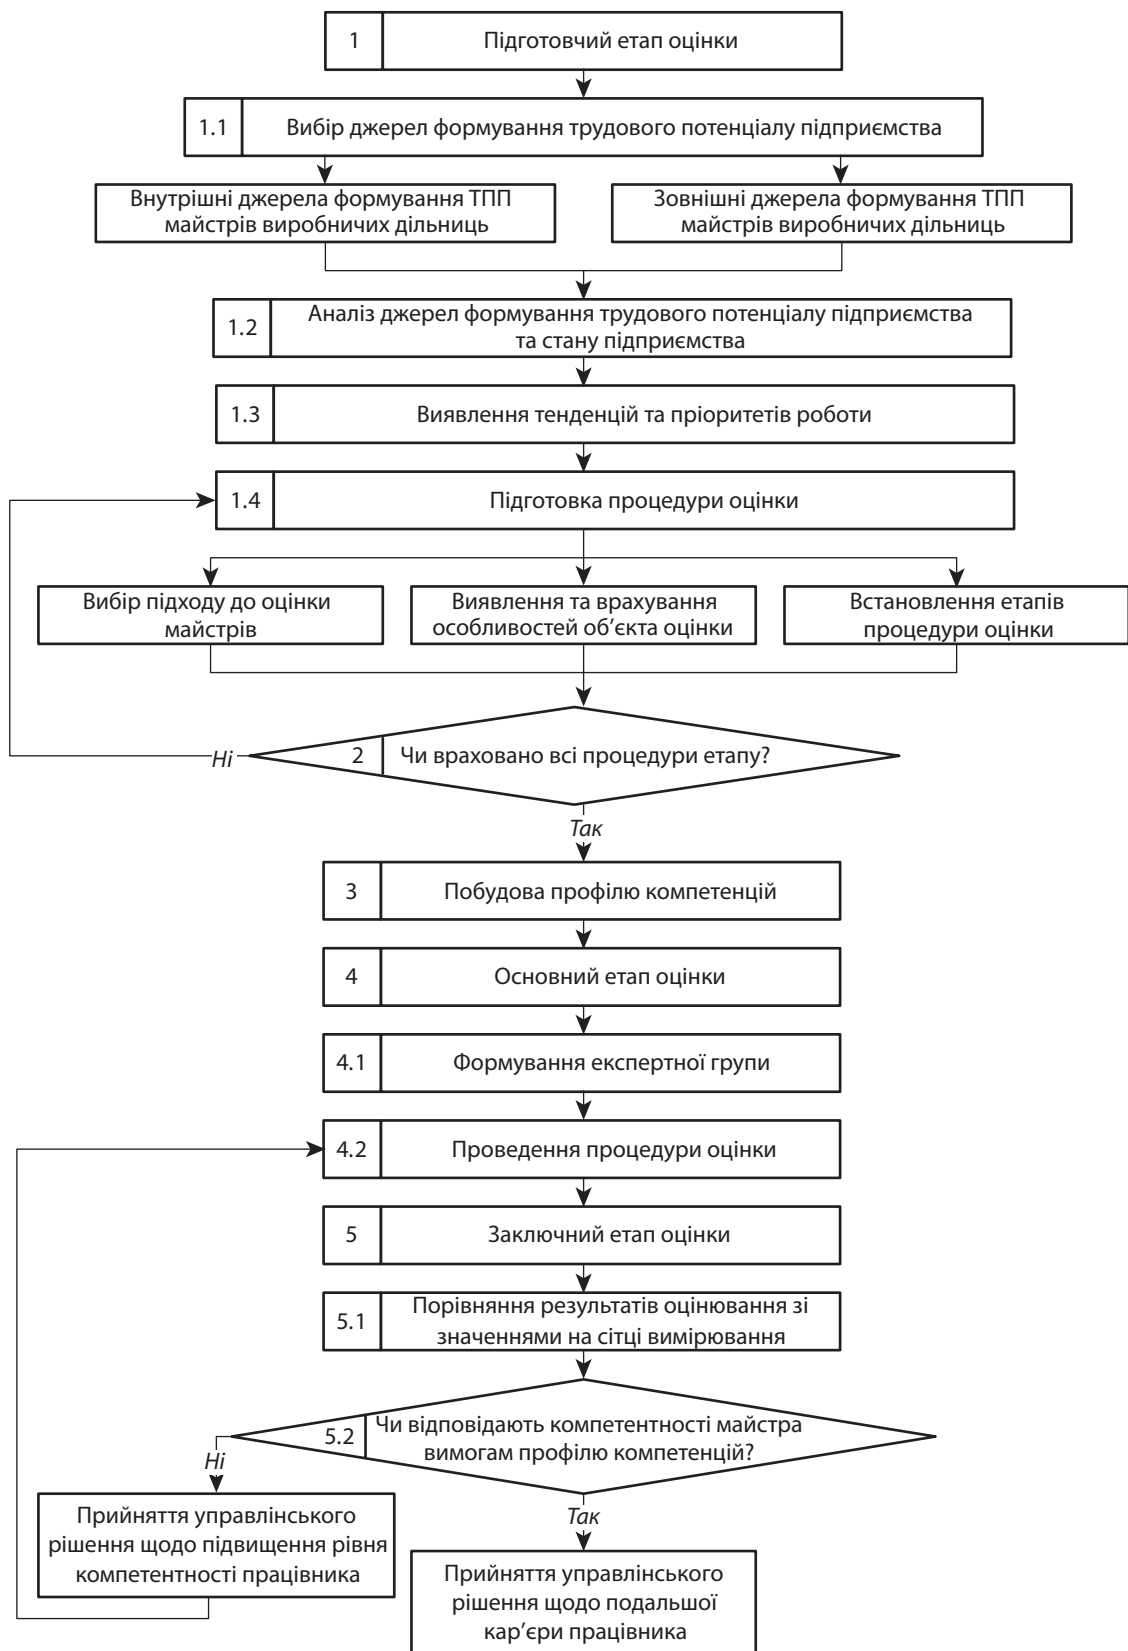 1 Підготовчий етап оцінки
1.1 Вибір джерел формування трудового потенціалу підприємства
Внутрішні джерела формування ТПП
майстрів виробничих дільниць
Зовнішні джерела формування ТПП
майстрів виробничих дільниць
1.2 Аналіз джерел формування трудового потенціалу підприємства
та стану підприємства
1.3 Виявлення тенденцій та пріоритетів роботи
1.4 Підготовка процедури оцінки
Вибір підходу до оцінки
майстрів
Виявлення та врахування
особливостей об’єкта оцінки
Встановлення етапів
процедури оцінки
2 Чи враховано всі процедури етапу?
Ні
Так
3 Побудова профілю компетенцій
4 Основний етап оцінки
4.1 Формування експертної групи
4.2 Проведення процедури оцінки
5 Заключний етап оцінки
5.1 Порівняння результатів оцінювання зі
значеннями на сітці вимірювання
5.2 Чи відповідають компетентності майстра
вимогам профілю компетенцій?
Ні
Прийняття управлінського
рішення щодо підвищення рівня
компетентності працівника
Так
Прийняття управлінського
рішення щодо подальшої
кар’єри працівника